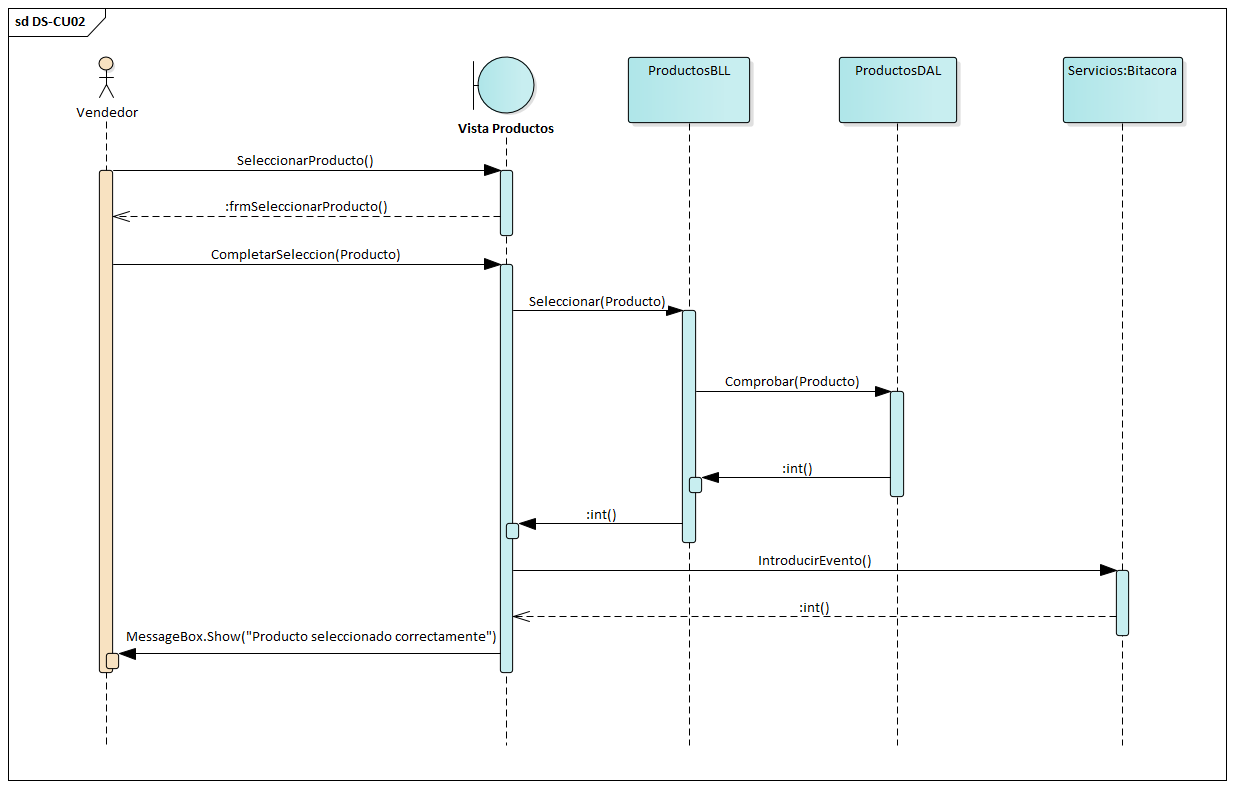 sd DS-CU02
Vendedor
Vista Productos
ProductosBLL
ProductosDAL
Servicios:Bitacora
SeleccionarProducto()
:frmSeleccionarProducto()
CompletarSeleccion(Producto)
Seleccionar(Producto)
Comprobar(Producto)
:int()
:int()
IntroducirEvento()
:int()
MessageBox.Show("Producto seleccionado correctamente")